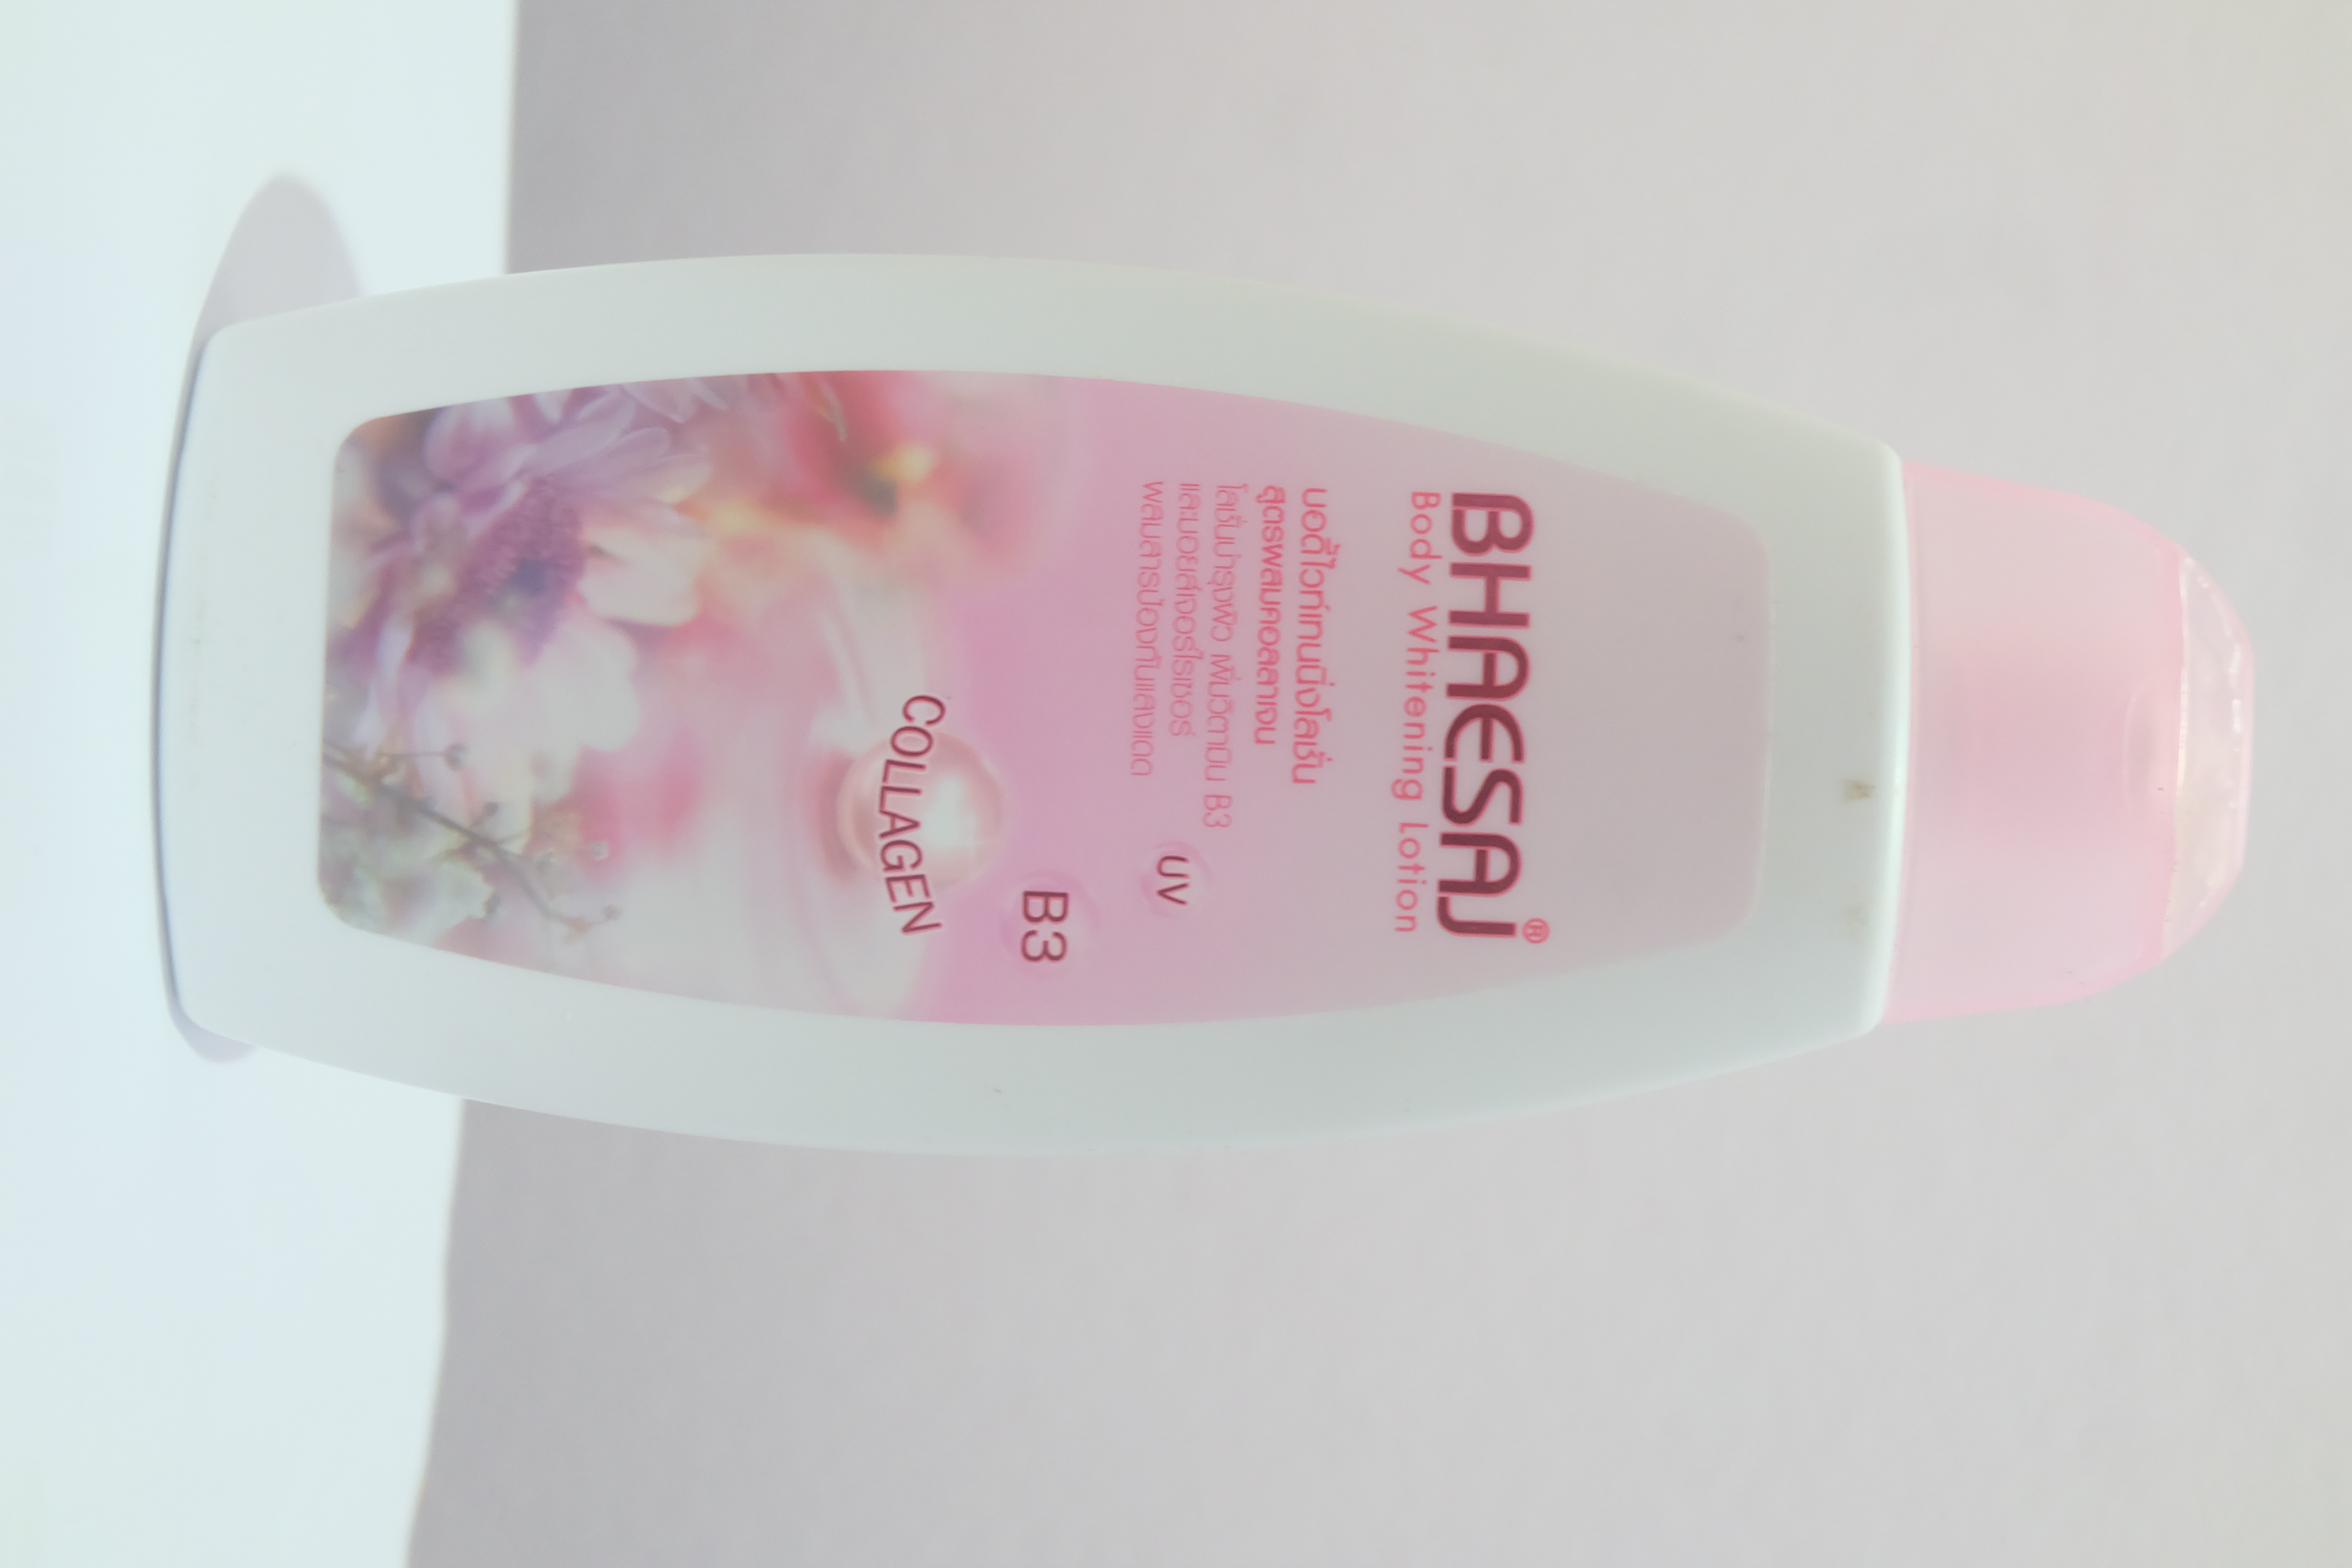 BHAESAJ®
Body Whitening Lotion
บอดี้ไวท์เทนนิ่งโลชั่น
สูตรผสมคอลลาเจน
โลชั่นบำรุงผิว เพิ่มวิตามิน B3
และมอยส์เจอร์ไรเซอร์
ผสมสารป้องกันแสงแดด
UV
B3
COLLAGEN